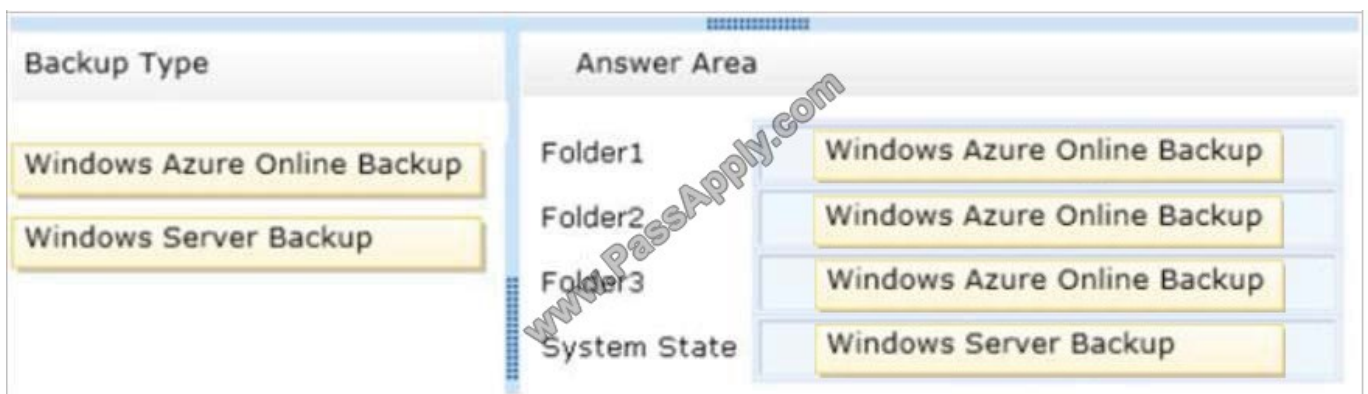 Backup Type
Windows Azure Online Backup
Windows Server Backup
Answer Area
Folder1 Windows Azure Online Backup
Folder2 Windows Azure Online Backup
Folder3 Windows Azure Online Backup
System State Windows Server Backup
www.PassApply.com